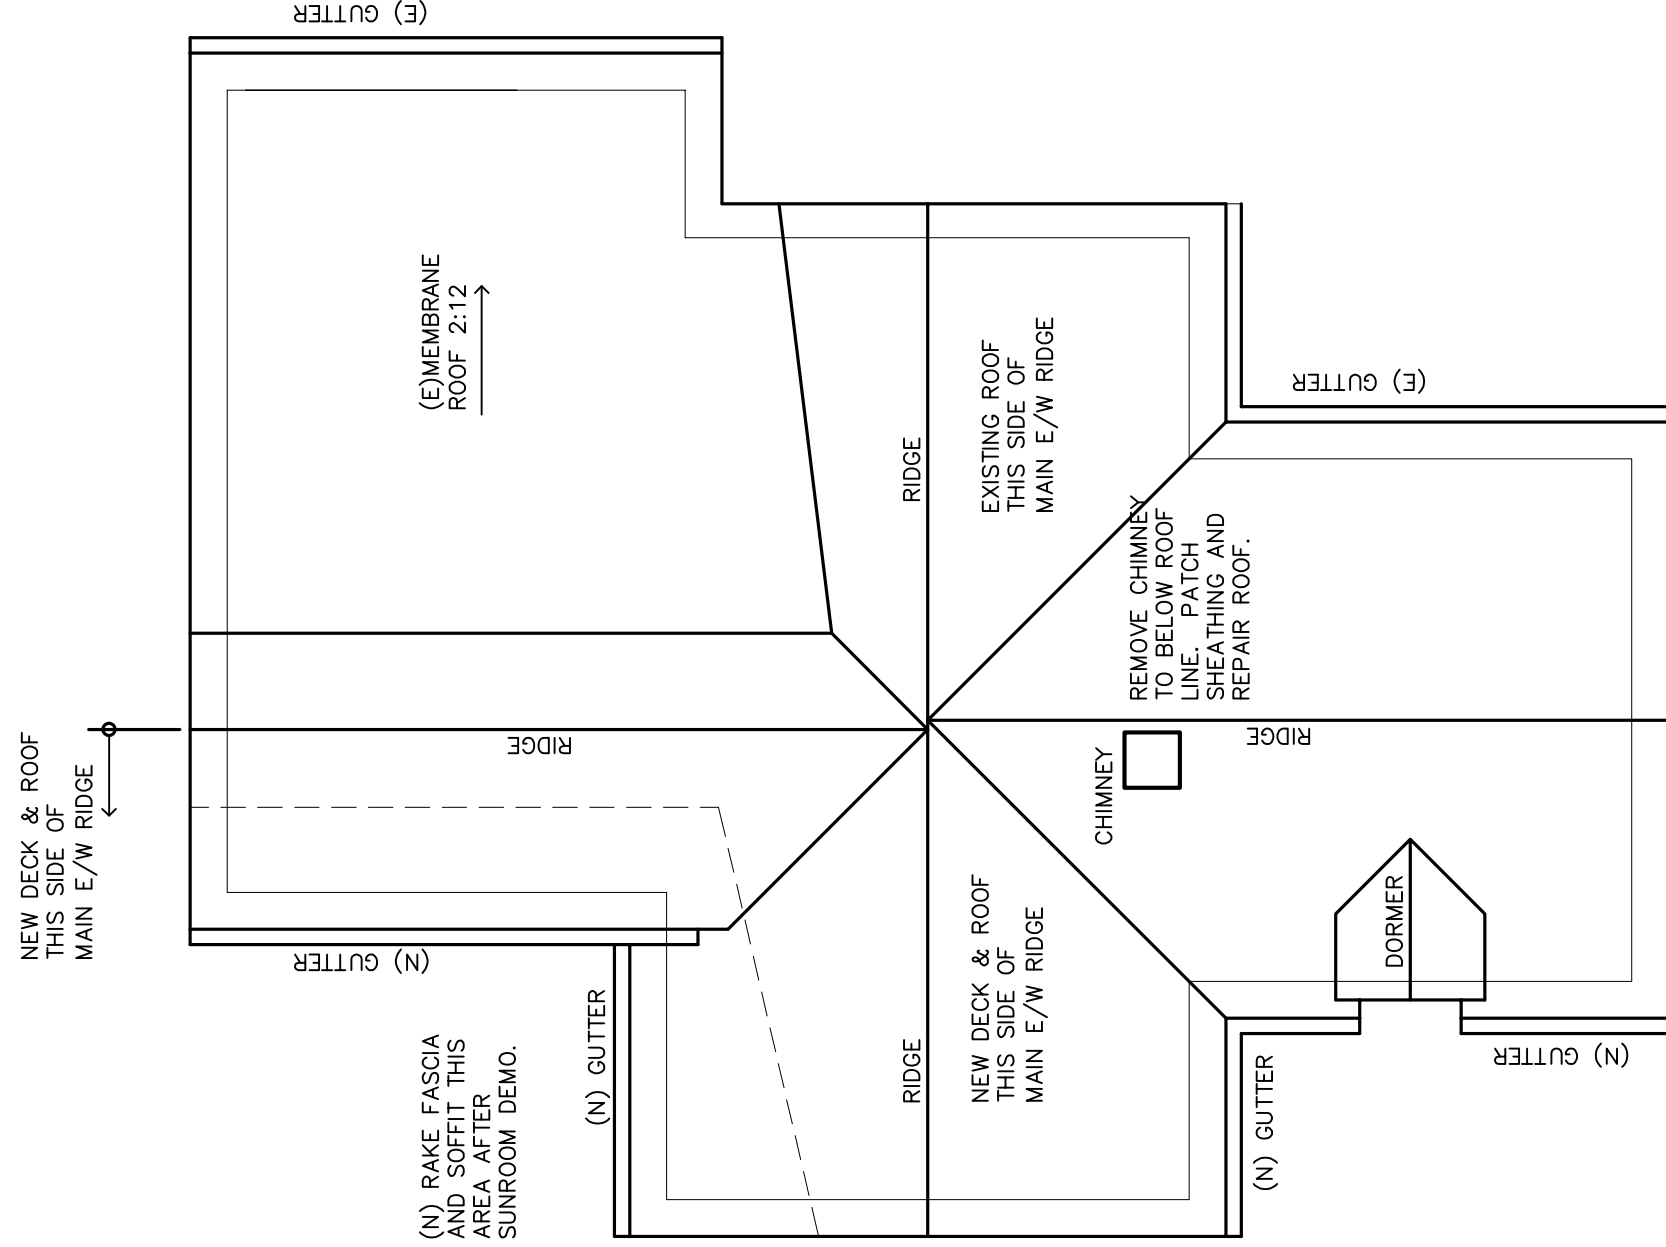 (E) GUTTER
(E)MEMBRANE
ROOF 2:12
NEW DECK & ROOF
THIS SIDE OF
MAIN E/W RIDGE
RIDGE
(N) GUTTER
(N) RAKE FASCIA
AND SOFFIT THIS
AREA AFTER
SUNROOM DEMO.
(N) GUTTER
RIDGE
EXISTING ROOF
THIS SIDE OF
MAIN E/W RIDGE
RIDGE
NEW DECK & ROOF
THIS SIDE OF
MAIN E/W RIDGE
(E) GUTTER
REMOVE CHIMNEY
TO BELOW ROOF
LINE.  PATCH
SHEATHING AND
REPAIR ROOF.
CHIMNEY
RIDGE
DORMER
(N) GUTTER
(N) GUTTER